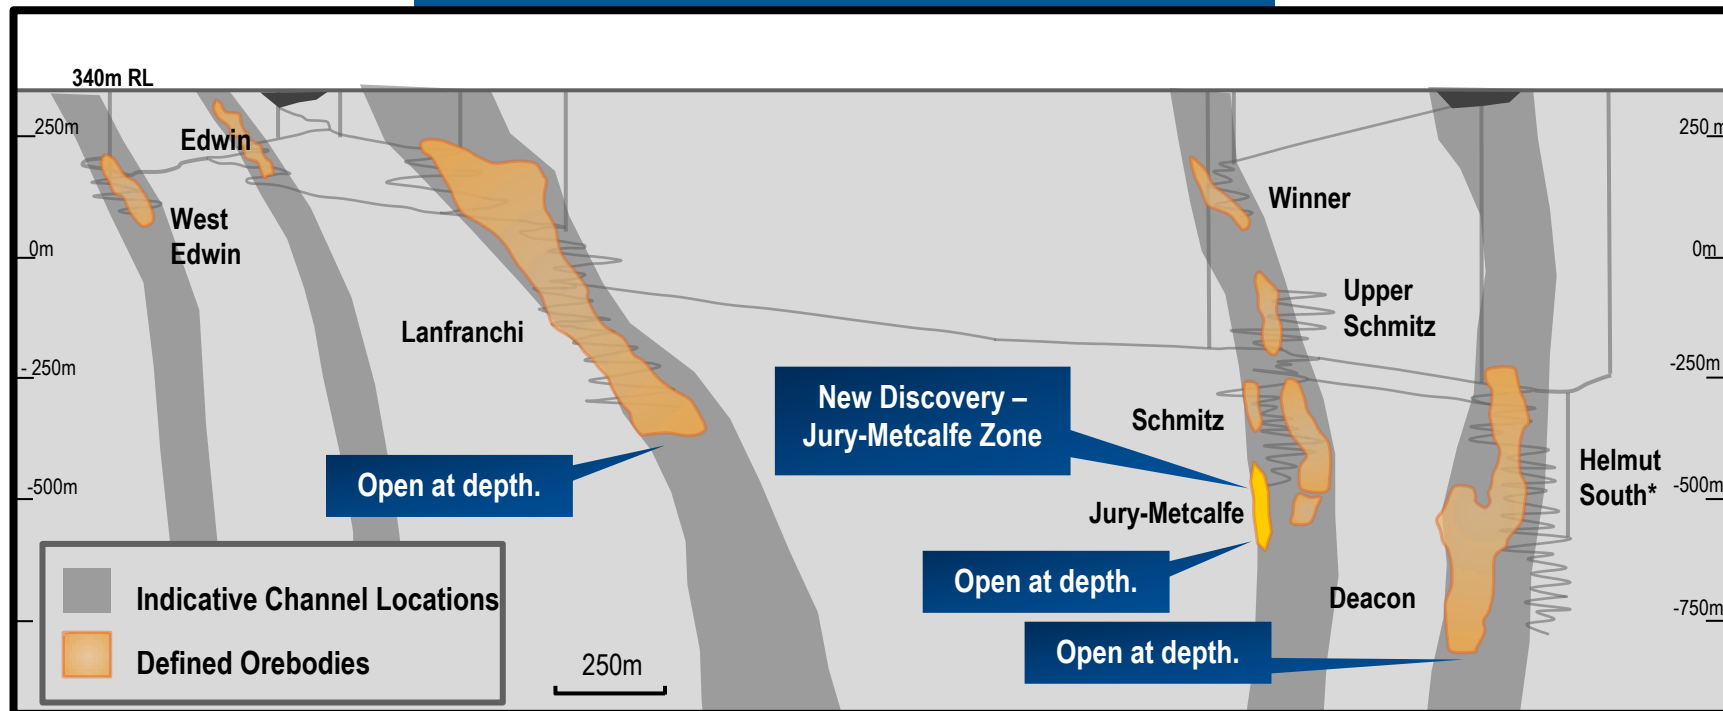 340m RL
250m
250 m
Edwin
West
Edwin
Winner
0m
0m
Upper
Schmitz
Lanfranchi
- 250m
-250m
New Discovery –
Jury-Metcalfe Zone
Schmitz
Open at depth.
Helmut
South*
-500m
-500m
Jury-Metcalfe
Open at depth.
Indicative Channel Locations
Deacon
-750m
Open at depth.
Defined Orebodies
250m